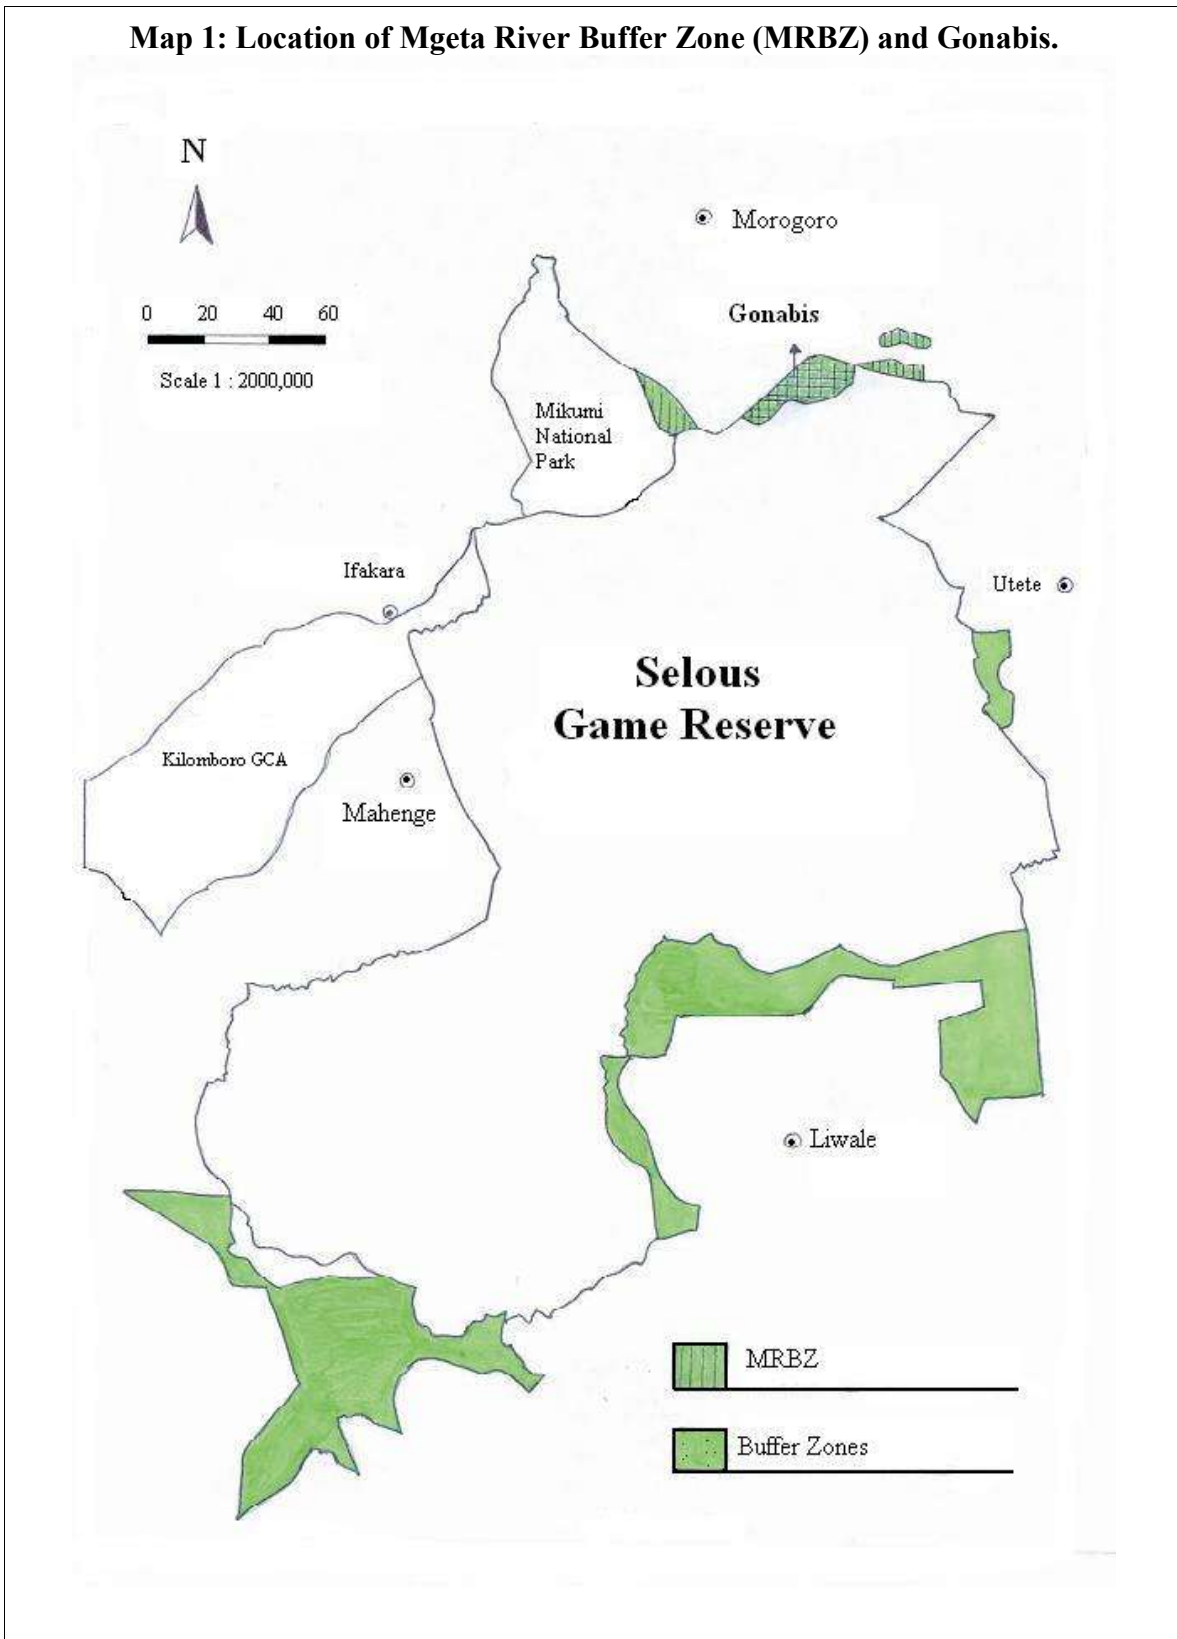 Map 1: Location of Mgeta River Buffer Zone (MRBZ) and Gonabis.
N
Morogoro
0 20 40 60
Scale 1 : 2000,000
Gonabis
Mikumi
National
Park
Ifakara
Utete
Selous
Game Reserve
Kilomboro GCA
Mahenge
Liwale
MRBZ
Buffer Zones